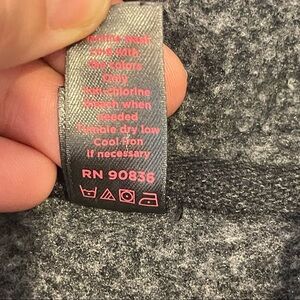 cold with
like colors
Only
non-chlorine
bleach when
needed
Tumble dry low
Cool iron
If necessary
RN 90836